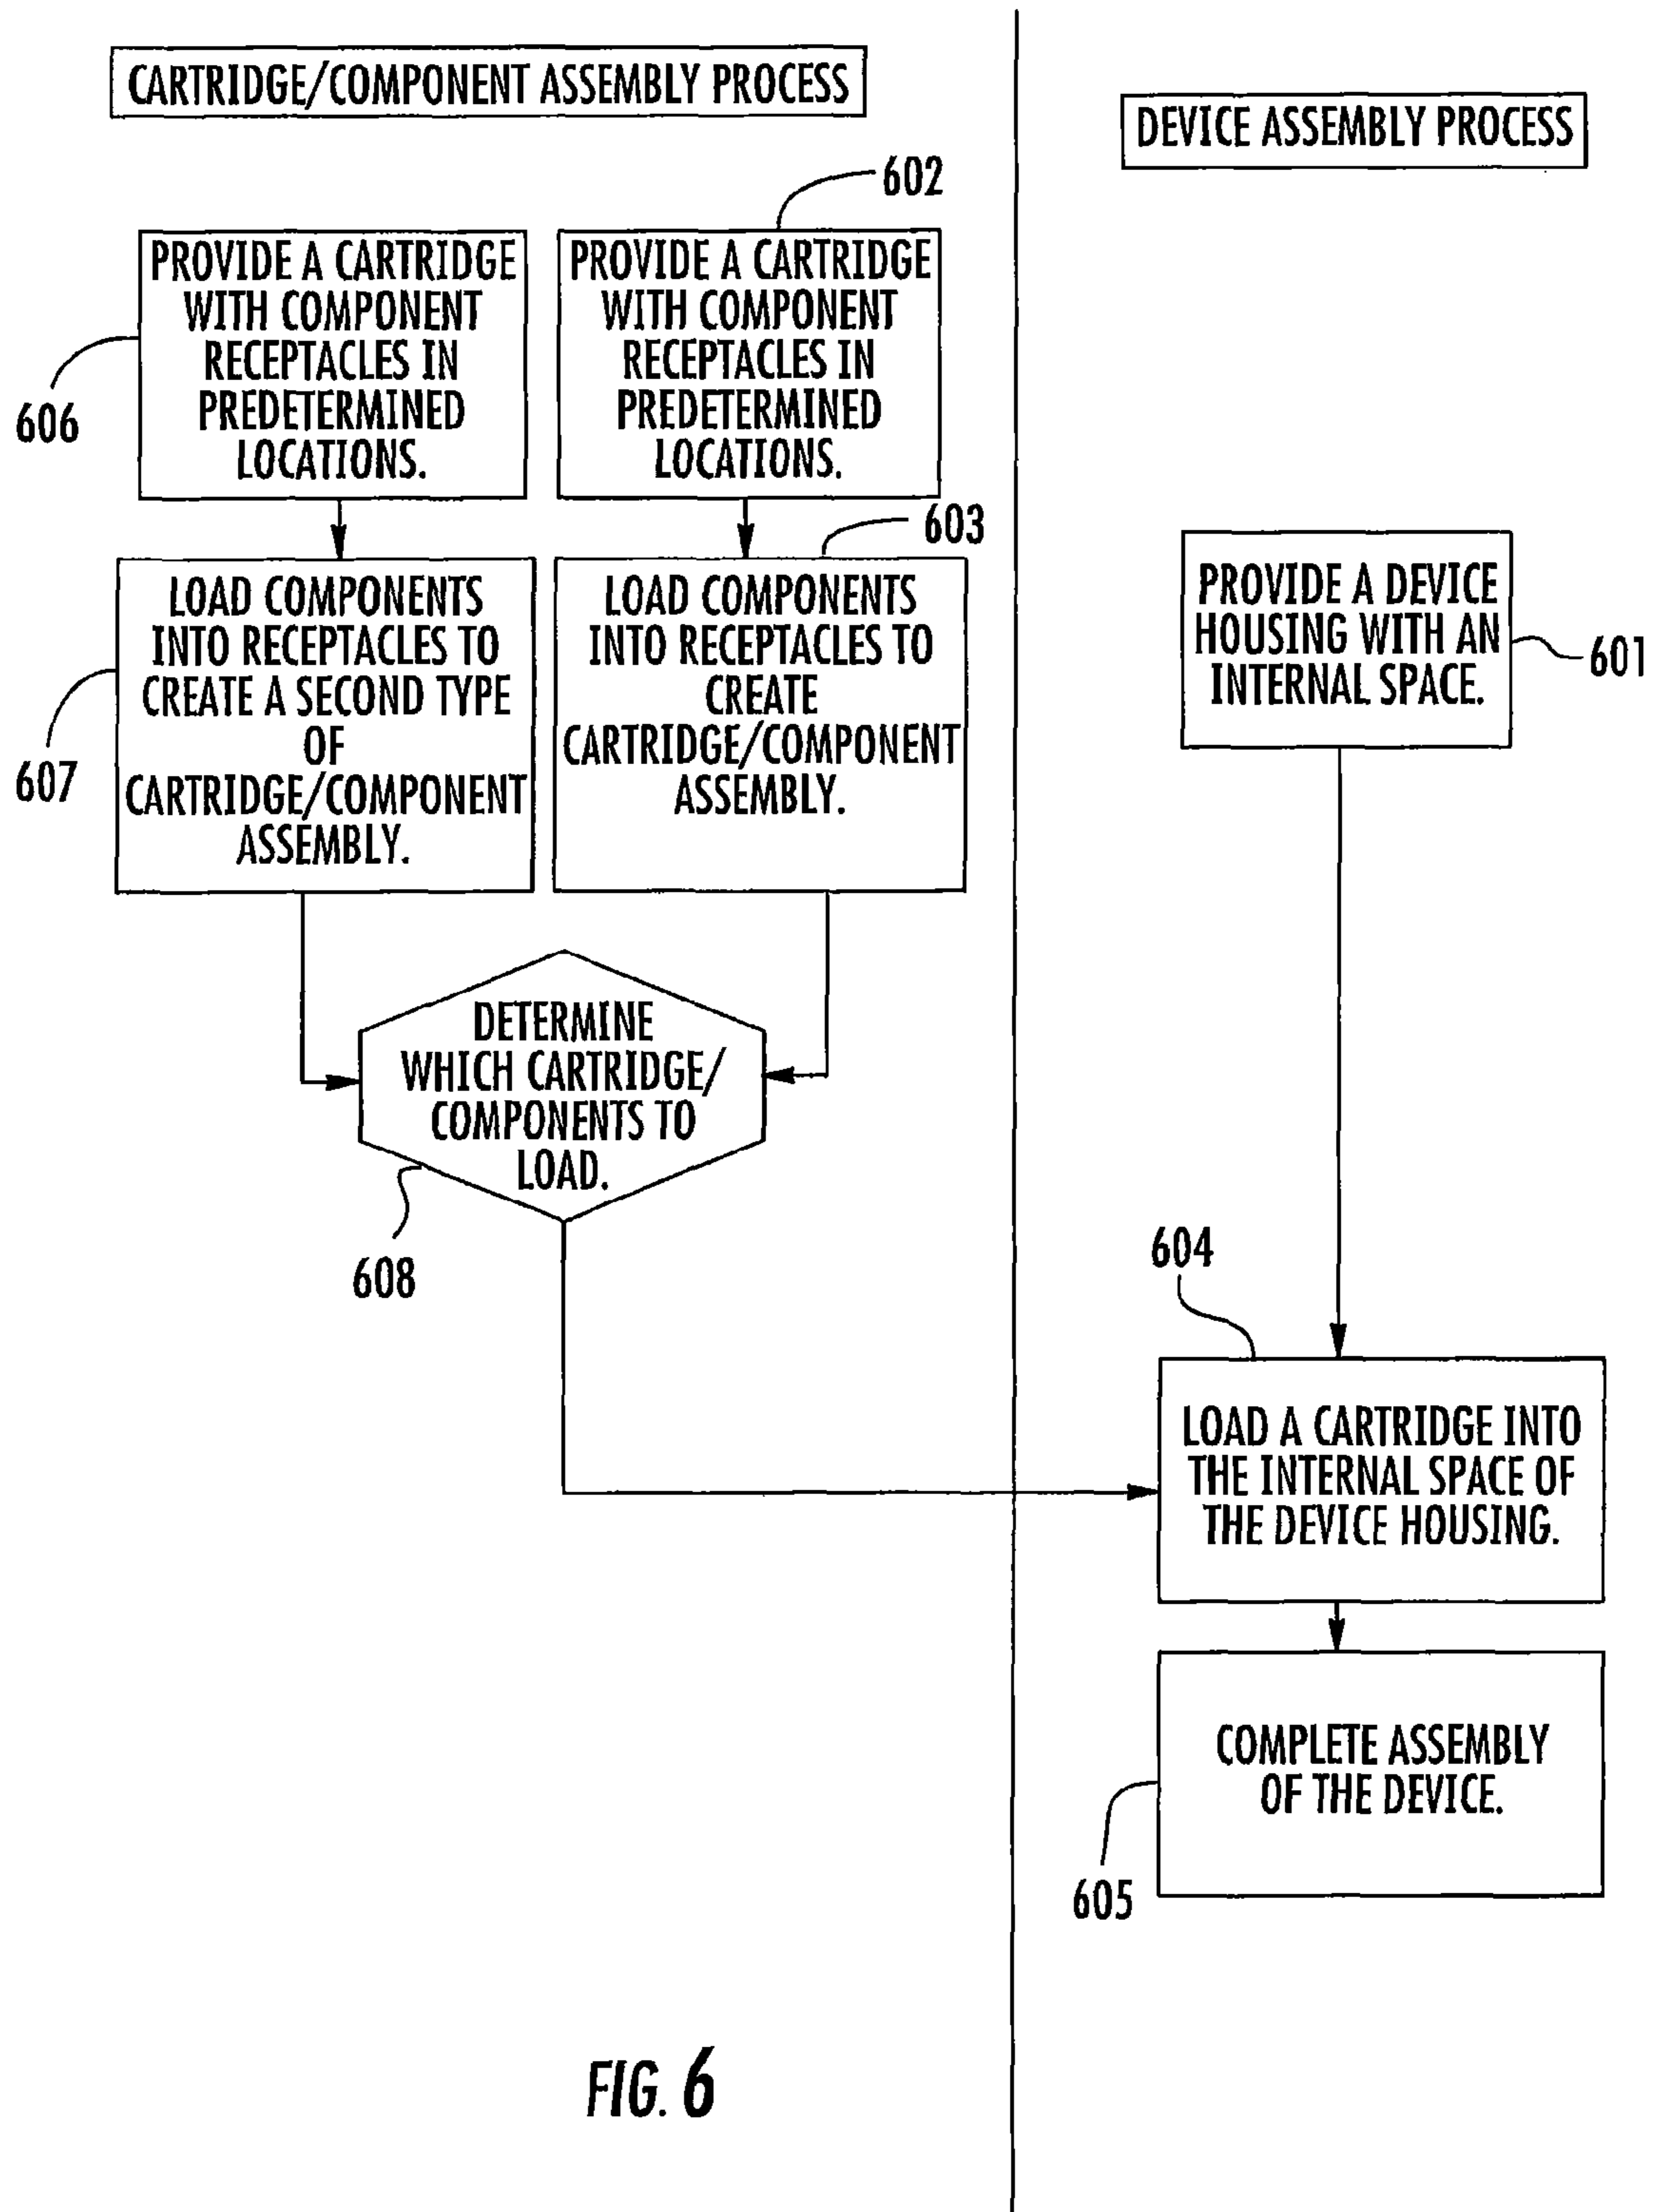 CARTRIDGE/COMPONENT ASSEMBLY PROCESS
DEVICE ASSEMBLY PROCESS
602
PROVIDE A CARTRIDGE
WITH COMPONENT
RECEPTACLES IN
PREDETERMINED
LOCATIONS.
606
PROVIDE A CARTRIDGE
WITH COMPONENT
RECEPTACLES IN
PREDETERMINED
LOCATIONS.
603
LOAD COMPONENTS
INTO RECEPTACLES TO
CREATE A SECOND TYPE
OF
CARTRIDGE/COMPONENT
ASSEMBLY.
607
LOAD COMPONENTS
INTO RECEPTACLES TO
CREATE
CARTRIDGE/COMPONENT
ASSEMBLY.
PROVIDE A DEVICE
HOUSING WITH AN
INTERNAL SPACE.
601
DETERMINE
WHICH CARTRIDGE/
COMPONENTS TO
LOAD.
608
604
LOAD A CARTRIDGE INTO
THE INTERNAL SPACE OF
THE DEVICE HOUSING.
COMPLETE ASSEMBLY
OF THE DEVICE.
605
FIG. 6